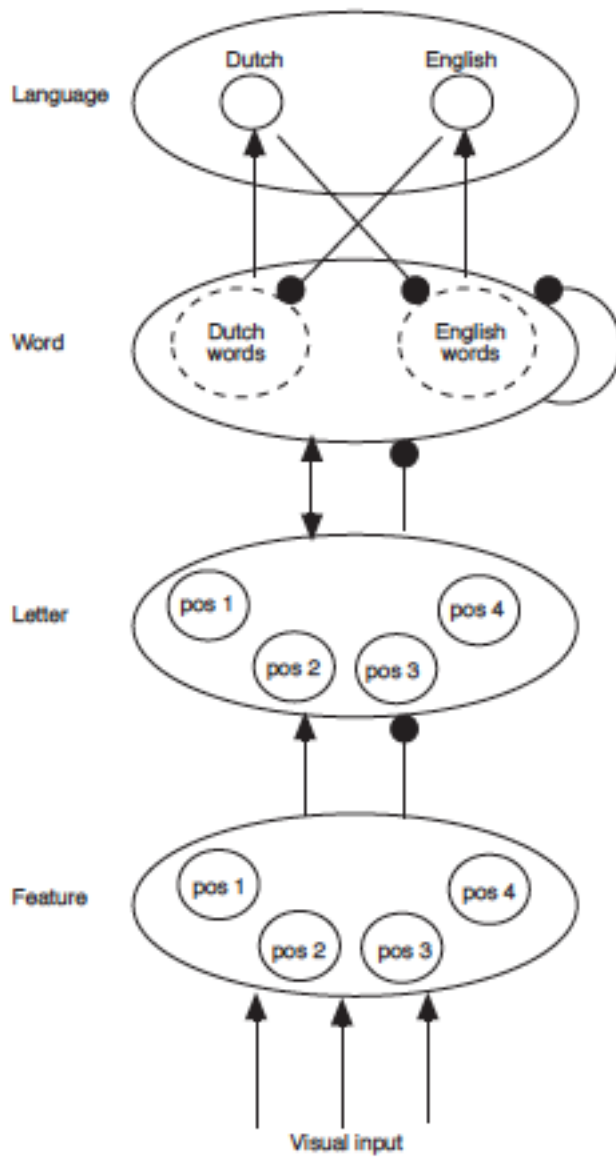 Dutch
English
Language
Dutch
words
English
words
Word
pos 1
pos 4
Letter
pos 2
pos 3
pos 1
pos 4
Feature
pos 2
pos 3
Visual input